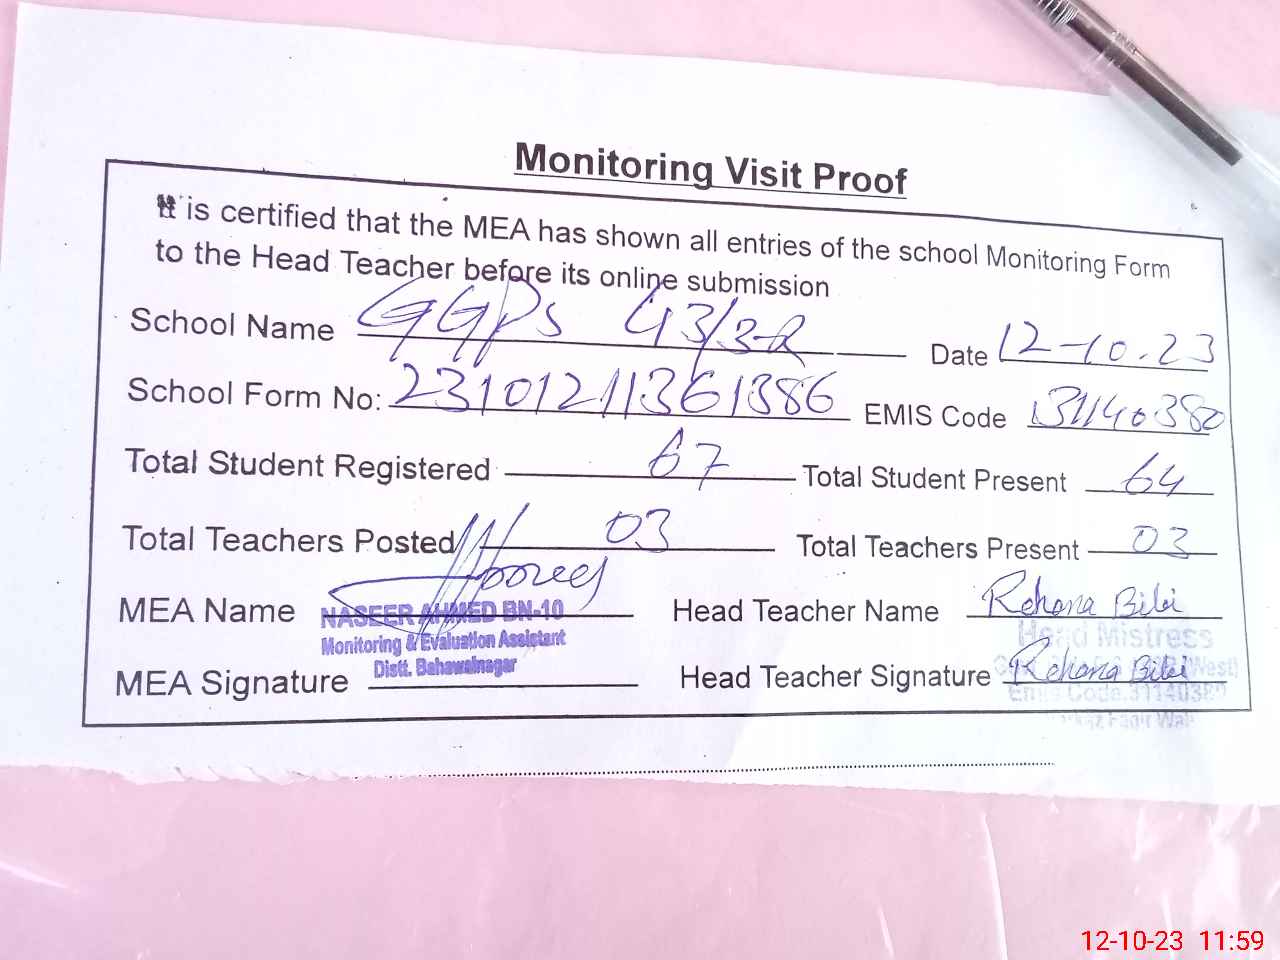 Monitoring Visit Proof
It is certified that the MEA has shown all entries of the school Monitoring Form
to the Head Teacher before its online submission
School Name GGPS 43/3-R Date 12-10.23
School Form No: 231012111361386 EMIS Code 31140380
Total Student Registered 67 Total Student Present 64
Total Teachers Posted 03 Total Teachers Present 03
MEA Name NASEER AHMED BN-10 Head Teacher Name Rehana Bibi
Monitoring & Evaluation Assistant Head Mistress
Distt. Bahawalnagar
MEA Signature Head Teacher Signature Rehana Bibi
(West)
Emis Code.31140380
12-10-23 11:59